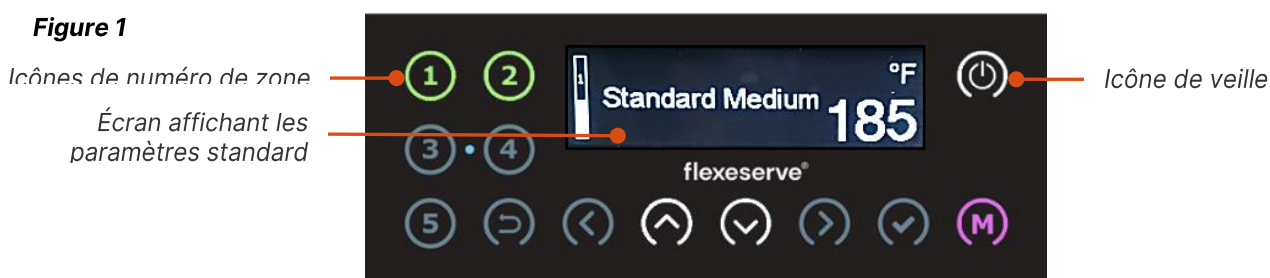 Figure 1
Icônes de numéro de zone
Écran affichant les
paramètres standard
1 2
3 4
5
1
Standard Medium
°F
185
flexeserve®
M
Icône de veille